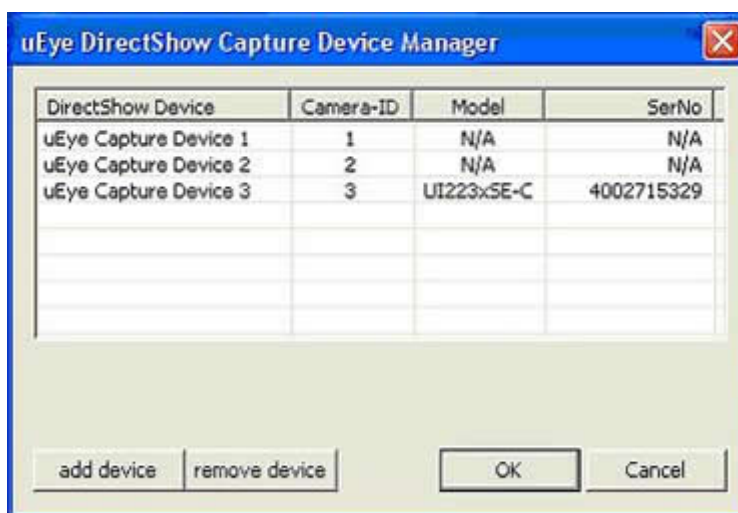 uEye DirectShow Capture Device Manager
DirectShow Device Camera-ID Model SerNo
uEye Capture Device 1 1 N/A N/A
uEye Capture Device 2 2 N/A N/A
uEye Capture Device 3 3 UI223xSE-C 4002715329
add device remove device OK Cancel